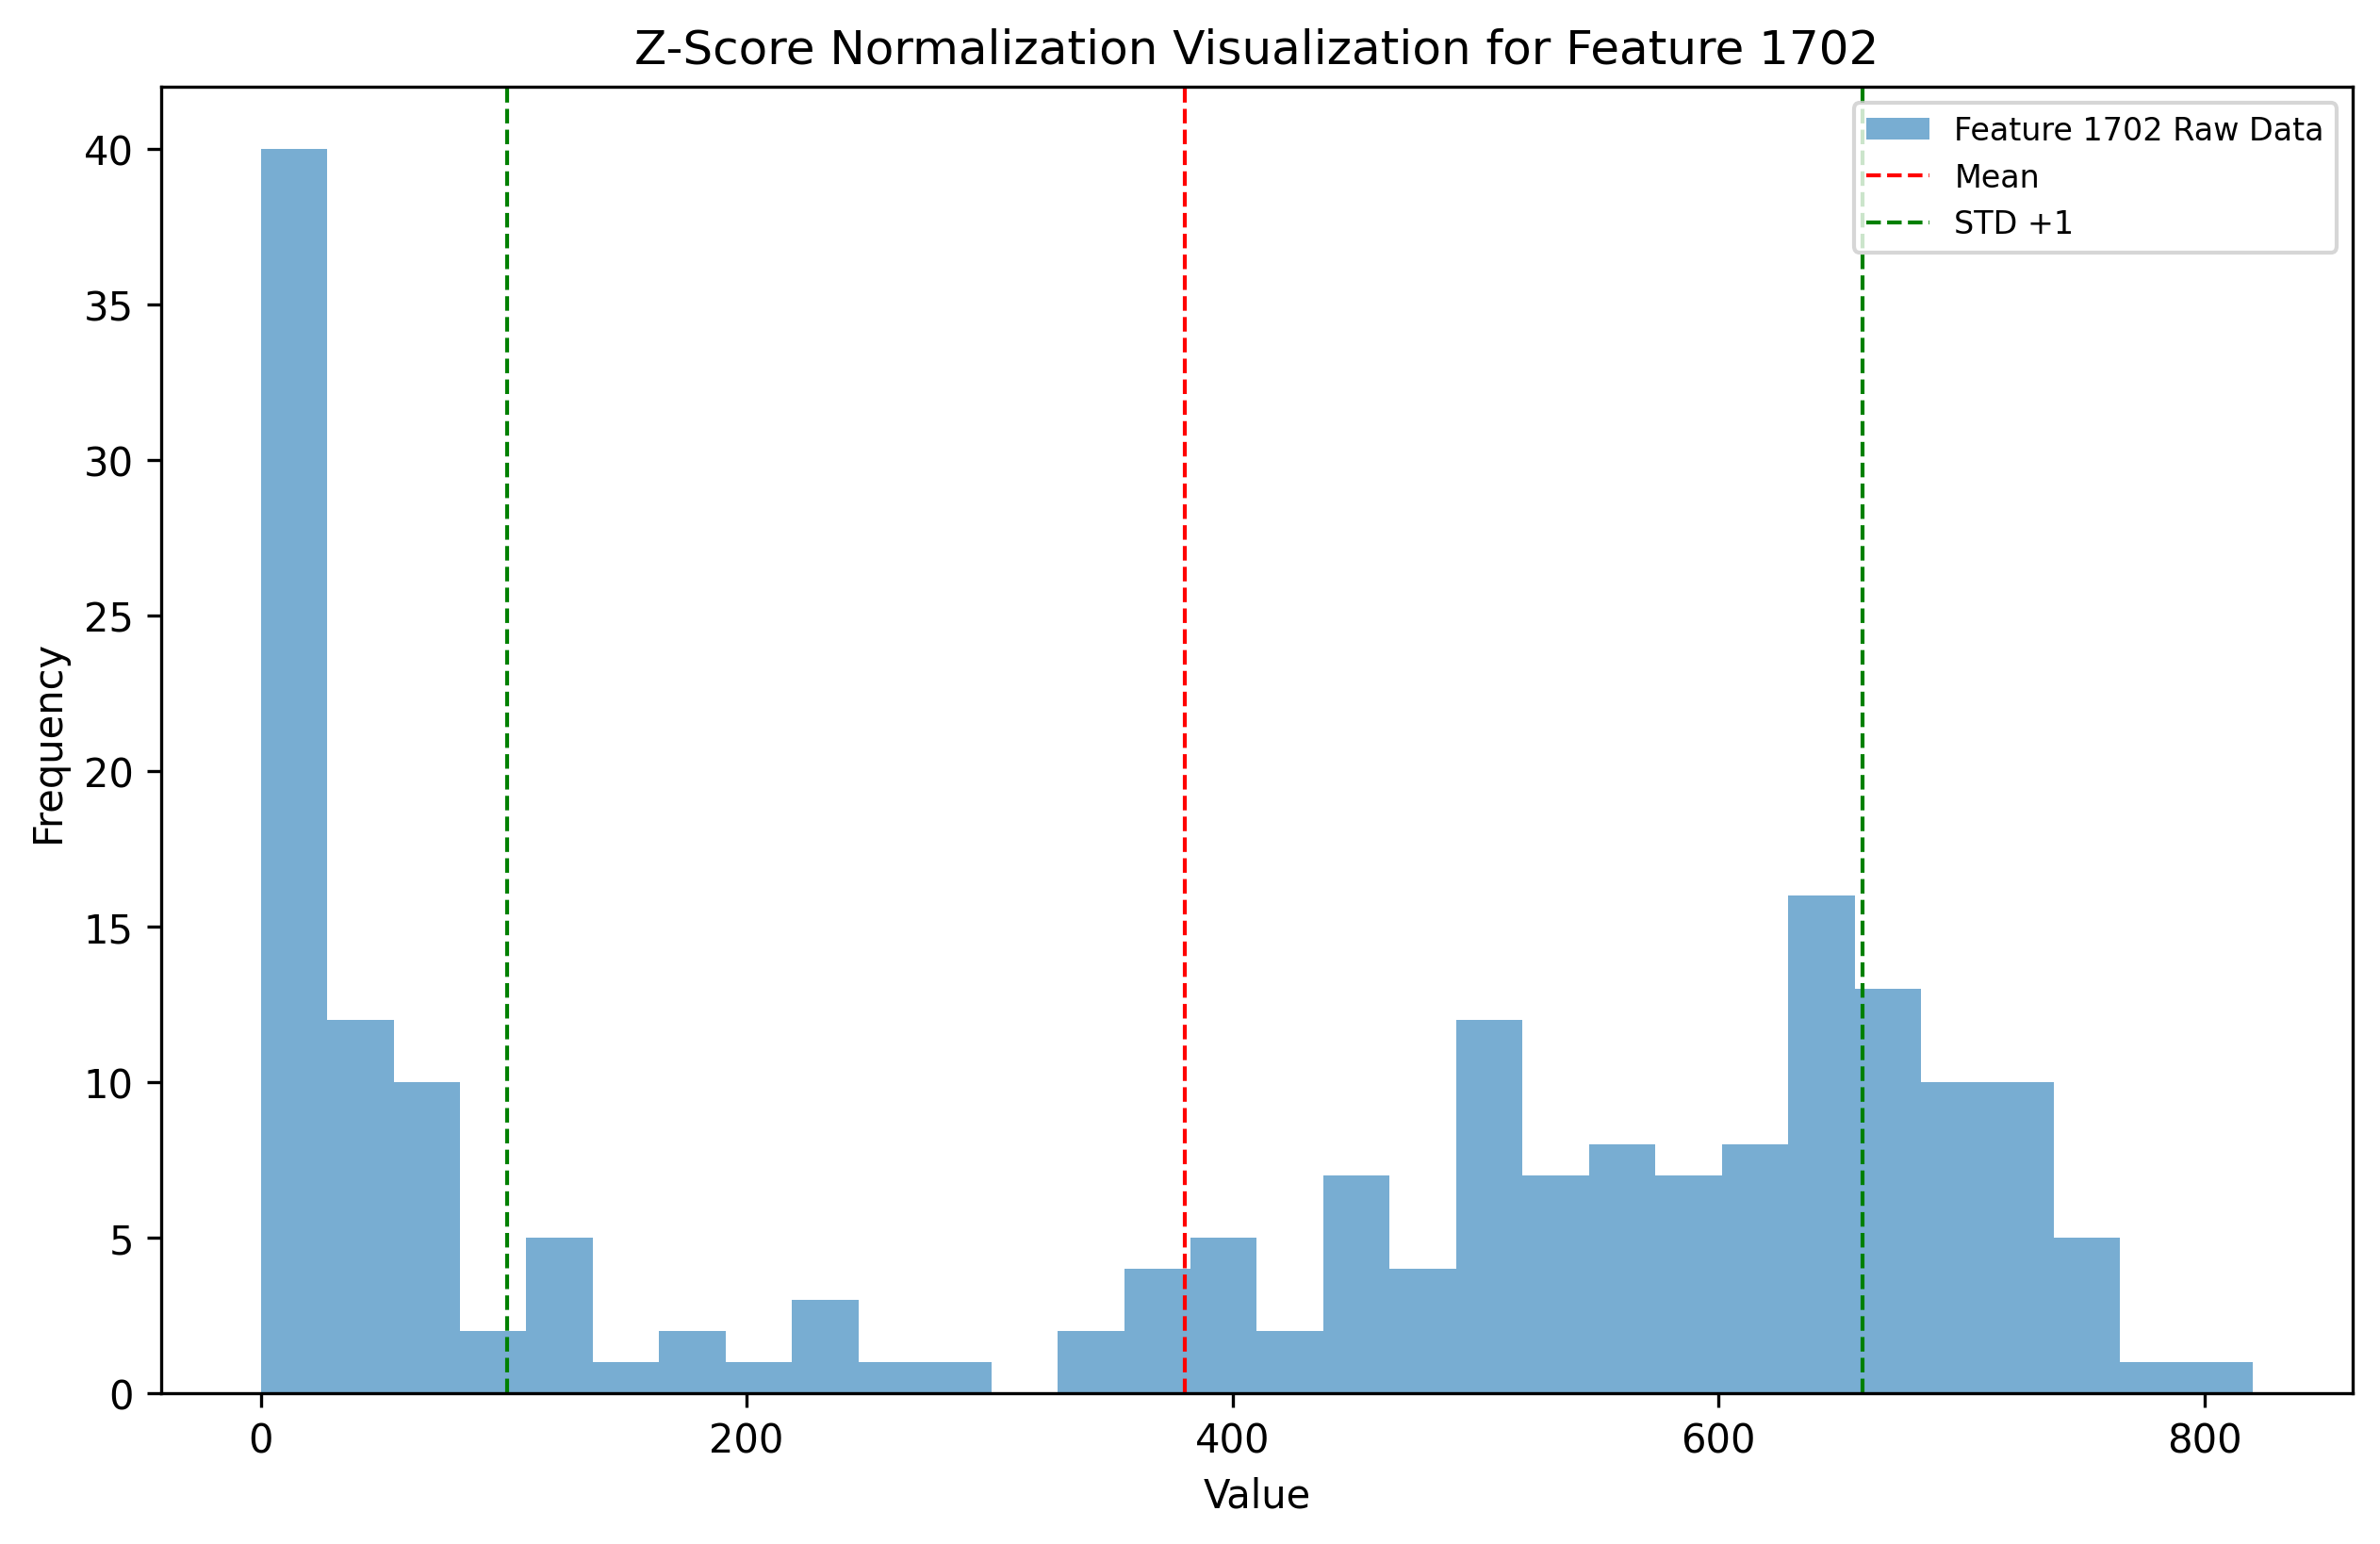 Z-Score Normalization Visualization for Feature 1702
Feature 1702 Raw Data
Mean
STD +1
40
35
30
25
20
15
10
5
0
Frequency
0 200 400 600 800
Value